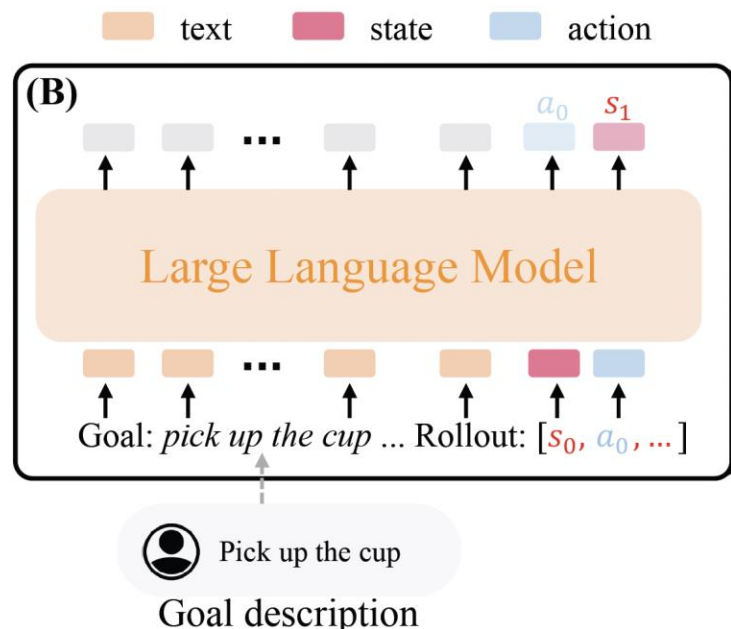 text state action
(B)
a₀ s₁
...
Large Language Model
...
Goal: pick up the cup ... Rollout: [s₀, a₀, ...]
Pick up the cup
Goal description